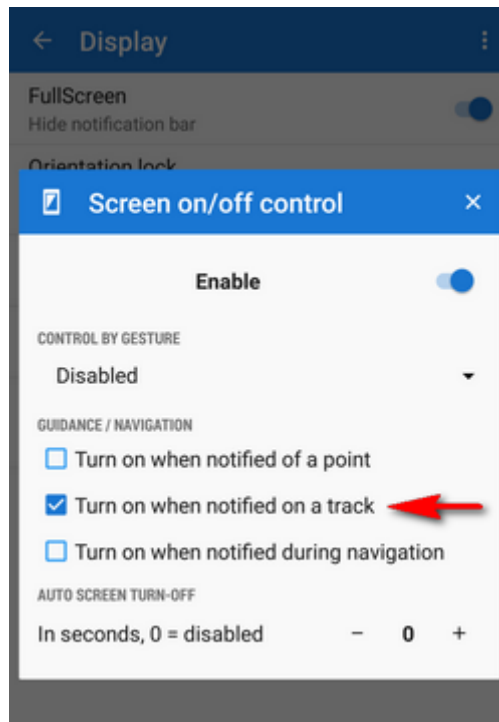 Display
FullScreen
Hide notification bar
Orientation lock
Screen on/off control
Enable
CONTROL BY GESTURE
Disabled
GUIDANCE / NAVIGATION
Turn on when notified of a point
Turn on when notified on a track
Turn on when notified during navigation
AUTO SCREEN TURN-OFF
In seconds, 0 = disabled - 0 +